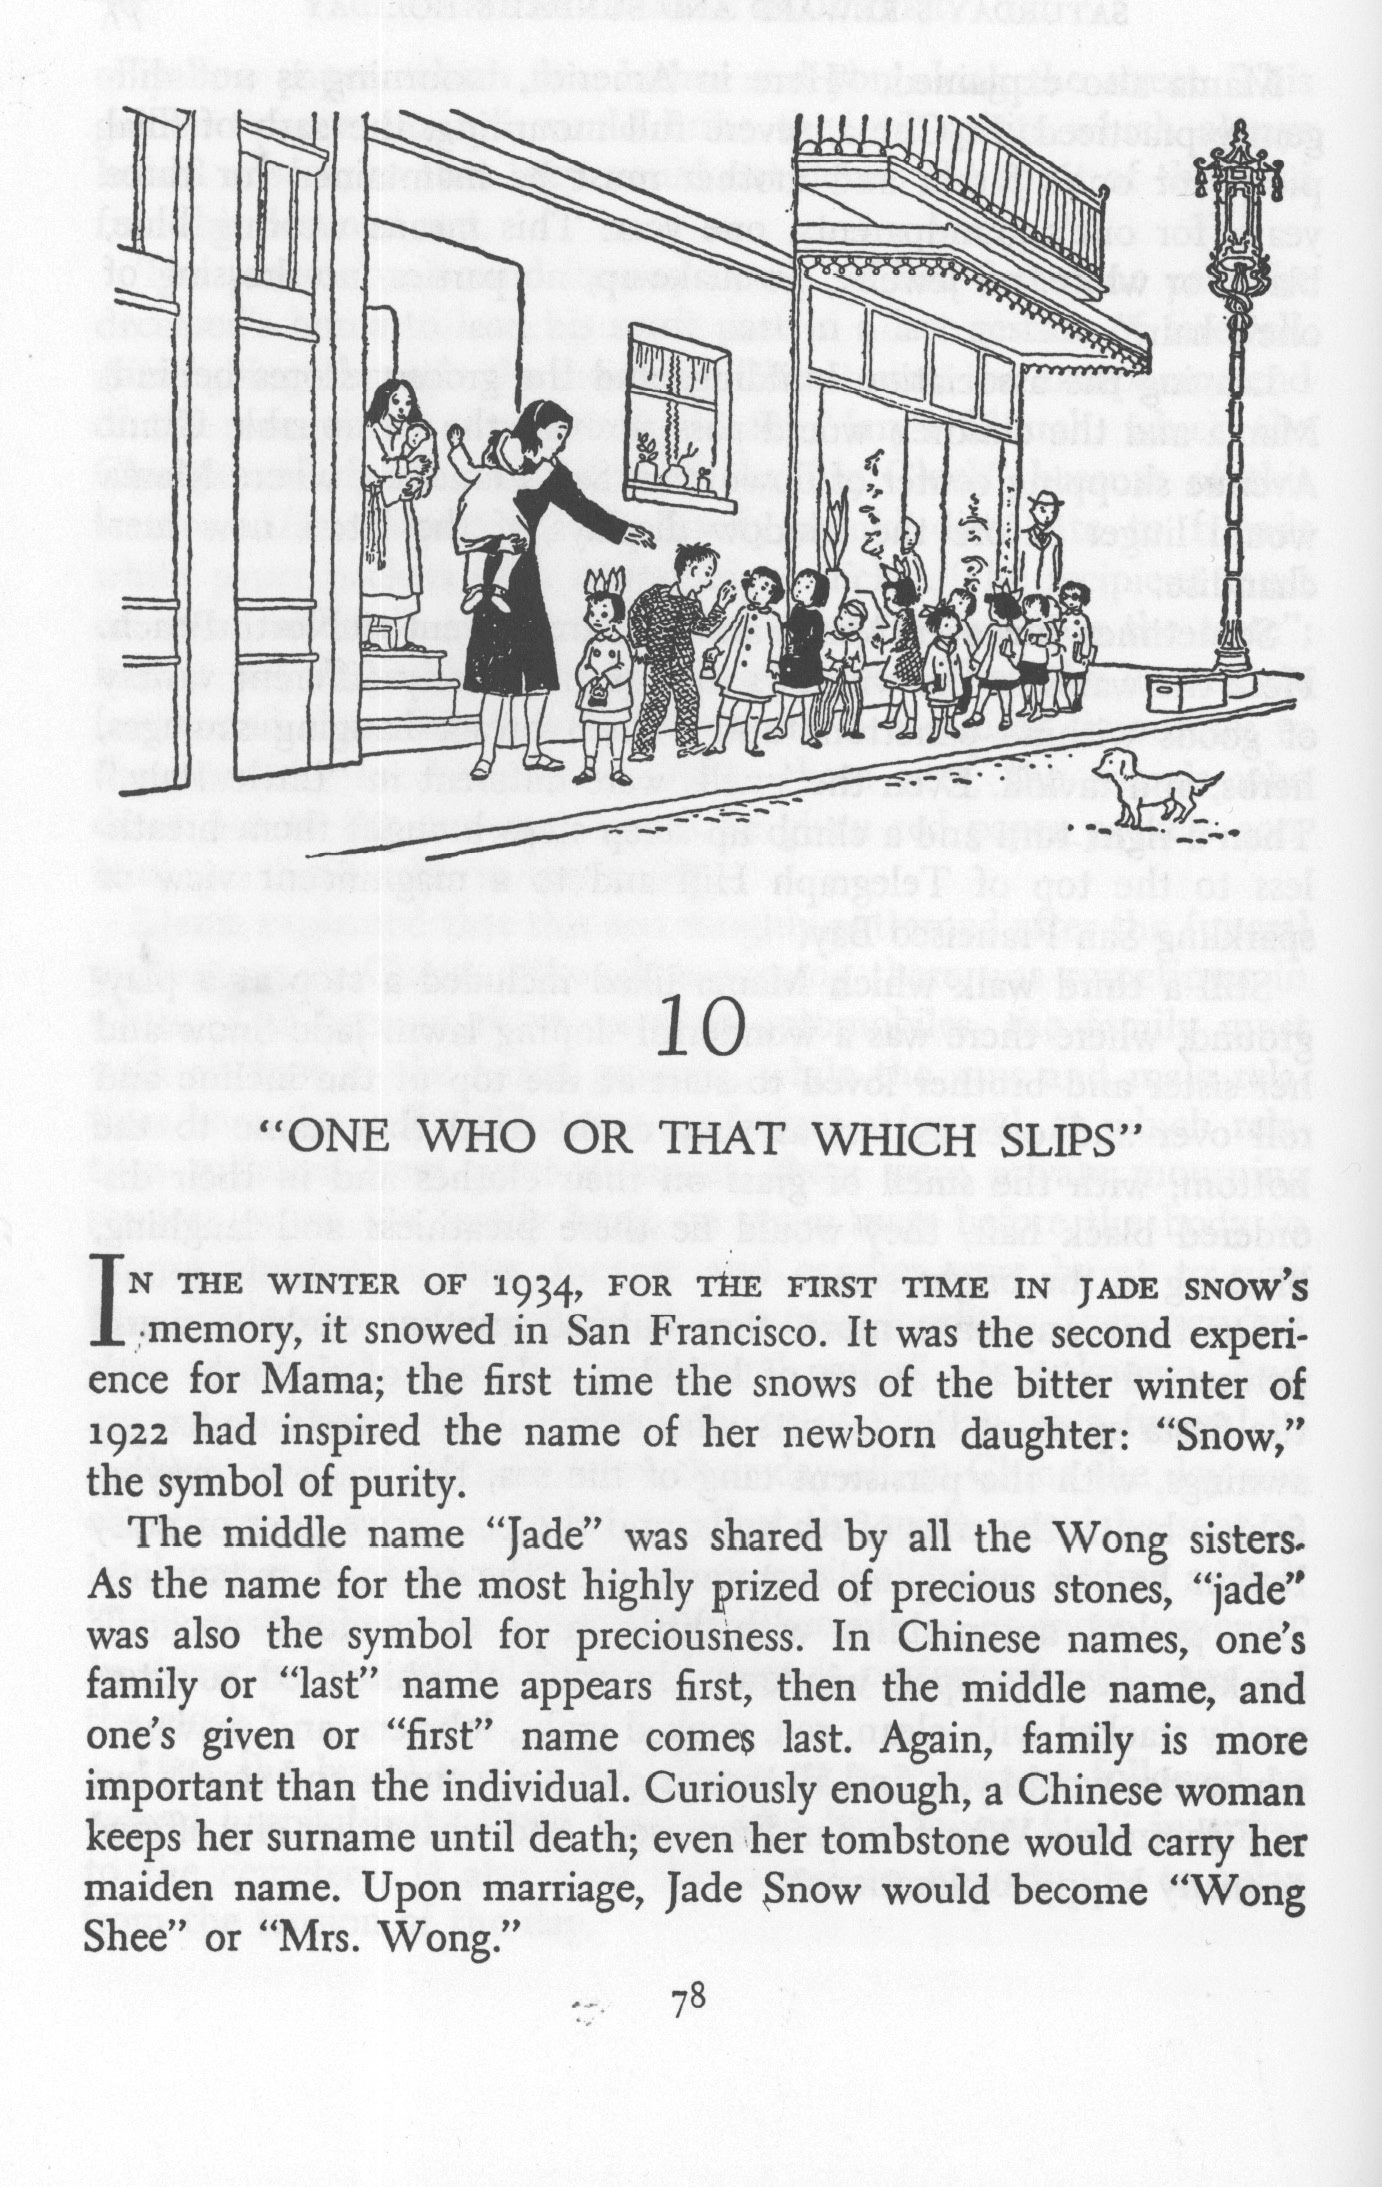 10
"ONE WHO OR THAT WHICH SLIPS"
IN THE WINTER OF 1934, FOR THE FIRST TIME IN JADE SNOW'S
memory, it snowed in San Francisco. It was the second experi-
ence for Mama; the first time the snows of the bitter winter of
1922 had inspired the name of her newborn daughter: "Snow,"
the symbol of purity.
The middle name "Jade" was shared by all the Wong sisters.
As the name for the most highly prized of precious stones, "jade"
was also the symbol for preciousness. In Chinese names, one's
family or "last" name appears first, then the middle name, and
one's given or "first" name comes last. Again, family is more
important than the individual. Curiously enough, a Chinese woman
keeps her surname until death; even her tombstone would carry her
maiden name. Upon marriage, Jade Snow would become "Wong
Shee" or "Mrs. Wong."
78